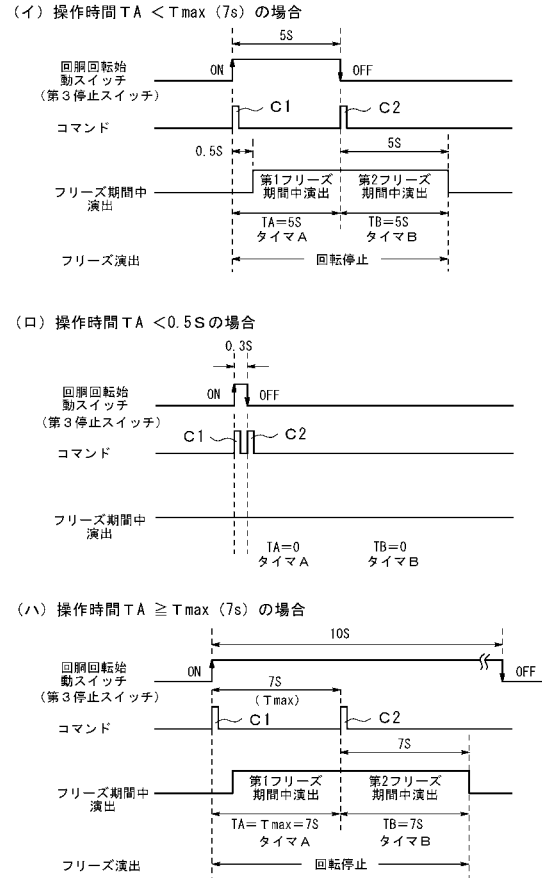 (イ) 操作時間TA <Tmax (7s) の場合
5S
回胴回転始
動スイッチ
(第3停止スイッチ)
ON
OFF
コマンド
C1
C2
0.5S
5S
フリーズ期間中
演出
第1フリーズ
期間中演出
第2フリーズ
期間中演出
TA=5S
タイマA
TB=5S
タイマB
フリーズ演出
回転停止
(ロ) 操作時間TA <0.5Sの場合
0.3S
回胴回転始
動スイッチ
(第3停止スイッチ)
ON
OFF
コマンド
C1
C2
フリーズ期間中
演出
TA=0
タイマA
TB=0
タイマB
(ハ) 操作時間TA ≧Tmax (7s) の場合
10S
回胴回転始
動スイッチ
(第3停止スイッチ)
ON
OFF
7S
(Tmax)
コマンド
C1
C2
7S
フリーズ期間中
演出
第1フリーズ
期間中演出
第2フリーズ
期間中演出
TA=Tmax=7S
タイマA
TB=7S
タイマB
フリーズ演出
回転停止